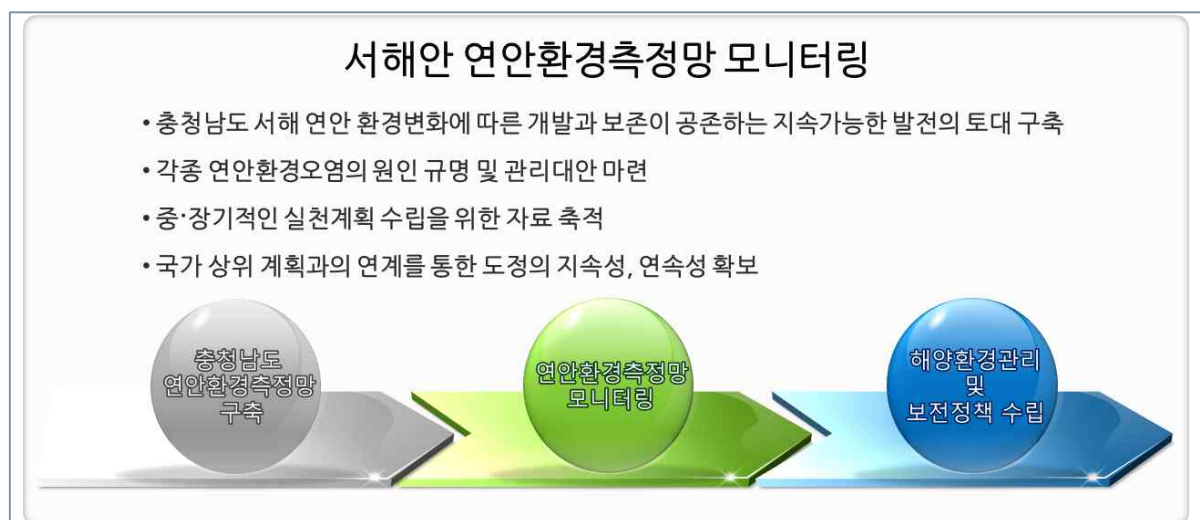 서해안 연안환경측정망 모니터링
• 충청남도 서해 연안 환경변화에 따른 개발과 보존이 공존하는 지속가능한 발전의 토대 구축
• 각종 연안환경오염의 원인 규명 및 관리대안 마련
• 중·장기적인 실천계획 수립을 위한 자료 축적
• 국가 상위 계획과의 연계를 통한 도정의 지속성, 연속성 확보
충청남도
연안환경측정망
구축
연안환경측정망
모니터링
해양환경관리
및
보전정책 수립